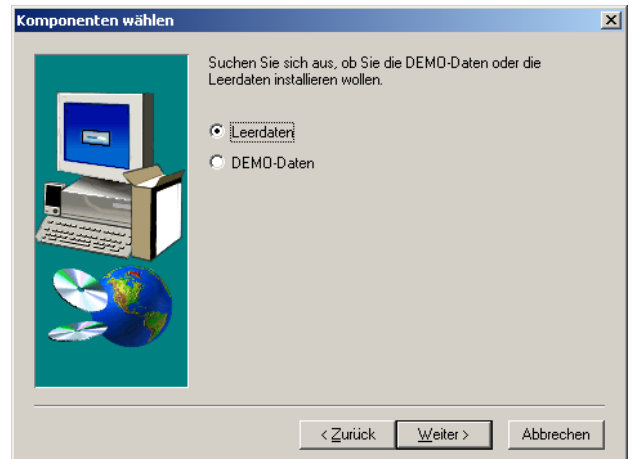 Komponenten wählen
Suchen Sie sich aus, ob Sie die DEMO-Daten oder die
Leerdaten installieren wollen.
Leerdaten
DEMO-Daten
< Zurück
Weiter >
Abbrechen